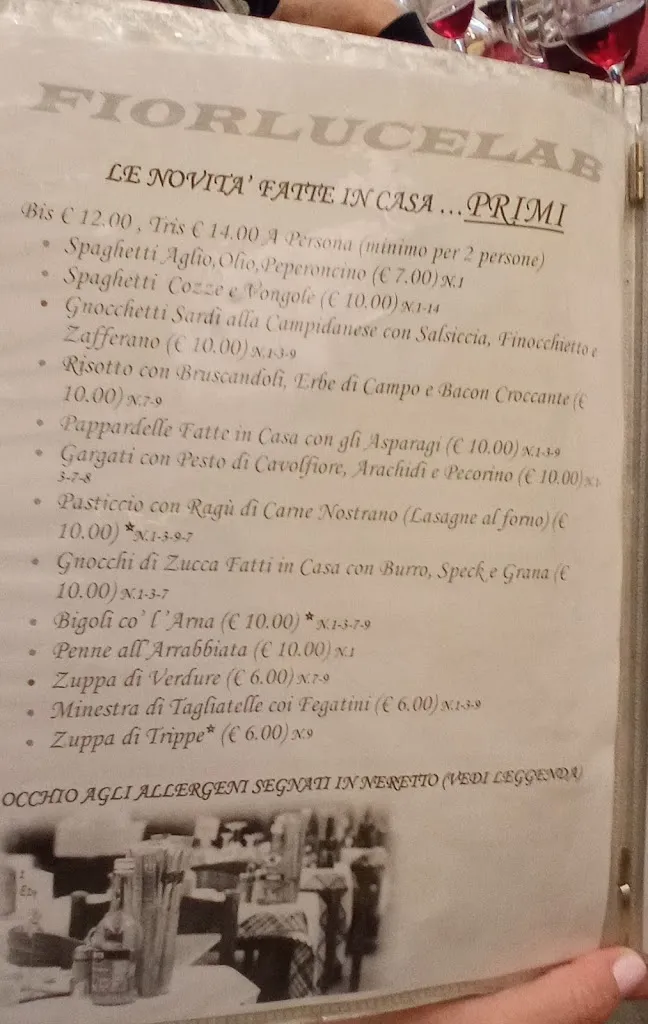 FIORLUCELAB
LE NOVITA' FATTE IN CASA ...PRIMI
Bis € 12.00 , Tris € 14.00 A Persona (minimo per 2 persone)
• Spaghetti Aglio,Olio,Peperoncino (€ 7.00) N.1
• Spaghetti Cozze e Vongole (€ 10.00) N.1-14
• Gnocchetti Sardi alla Campidanese con Salsiccia, Finocchietto e
Zafferano (€ 10.00) N.1-3-9
• Risotto con Bruscandoli, Erbe di Campo e Bacon Croccante (€
10.00) N.7-9
• Pappardelle Fatte in Casa con gli Asparagi (€ 10.00) N.1-3-9
• Gargati con Pesto di Cavolfiore, Arachidi e Pecorino (€ 10.00) N.1-
3-7-8
• Pasticcio con Ragù di Carne Nostrano (Lasagne al forno) (€
10.00) *N.1-3-9-7
• Gnocchi di Zucca Fatti in Casa con Burro, Speck e Grana (€
10.00) N.1-3-7
• Bigoli co' l 'Arna (€ 10.00) *N.1-3-7-9
• Penne all'Arrabbiata (€ 10.00) N.1
• Zuppa di Verdure (€ 6.00) N.7-9
• Minestra di Tagliatelle coi Fegatini (€ 6.00) N.1-3-9
• Zuppa di Trippe* (€ 6.00) N.9
OCCHIO AGLI ALLERGENI SEGNATI IN NERETTO (VEDI LEGGENDA)